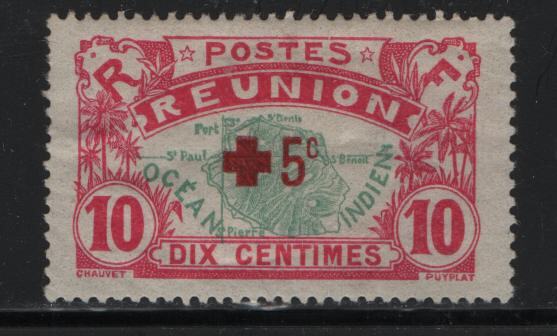 POSTES
R F
REUNION
St Denis
Port
St Paul
5c
St Benoit
OCÉAN INDIEN
St Pierre
10 DIX CENTIMES 10
CHAUVET PUYPLAT